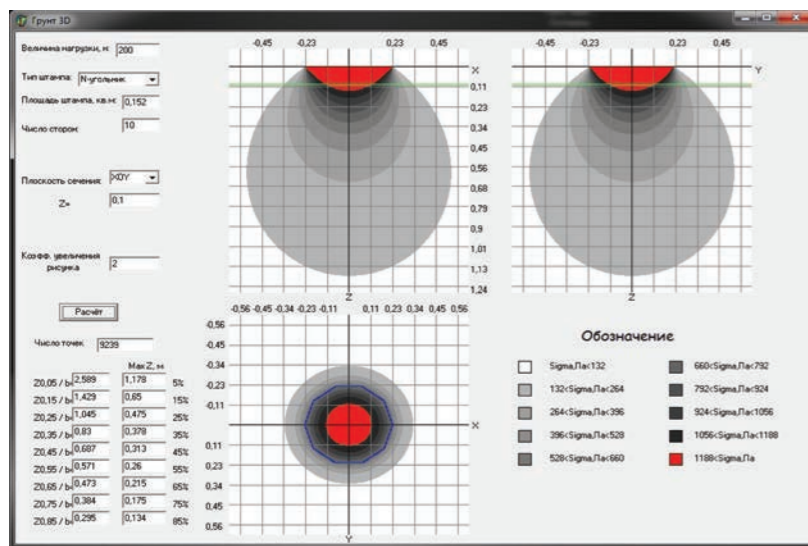 Грунт 3D
Величина нагрузки, н: 200
Тип штампа: N-угольник
Площадь штампа, кв.м: 0,152
Число сторон: 10
Плоскость сечения: XOY
Z= 0,1
Коэфф. увеличения рисунка 2
Расчёт
Число точек: 9239
Max Z, м
Z0,05 / b= 2,589 1,178 5%
Z0,15 / b= 1,429 0,65 15%
Z0,25 / b= 1,045 0,475 25%
Z0,35 / b= 0,83 0,378 35%
Z0,45 / b= 0,687 0,313 45%
Z0,55 / b= 0,571 0,26 55%
Z0,65 / b= 0,473 0,215 65%
Z0,75 / b= 0,384 0,175 75%
Z0,85 / b= 0,295 0,134 85%
-0,45 -0,23 0,23 0,45
X
0,11
0,23
0,34
0,45
0,56
0,68
0,79
0,9
1,01
1,13
1,24
Z
-0,45 -0,23 0,23 0,45
Y
Z
-0,56 -0,45 -0,34 -0,23 -0,11 0,11 0,23 0,34 0,45 0,56
-0,56
-0,45
-0,34
-0,23
-0,11
X
0,11
0,23
0,34
0,45
0,56
Y
Обозначение
Sigma,Па<132
132<Sigma,Па<264
264<Sigma,Па<396
396<Sigma,Па<528
528<Sigma,Па<660
660<Sigma,Па<792
792<Sigma,Па<924
924<Sigma,Па<1056
1056<Sigma,Па<1188
1188<Sigma,Па